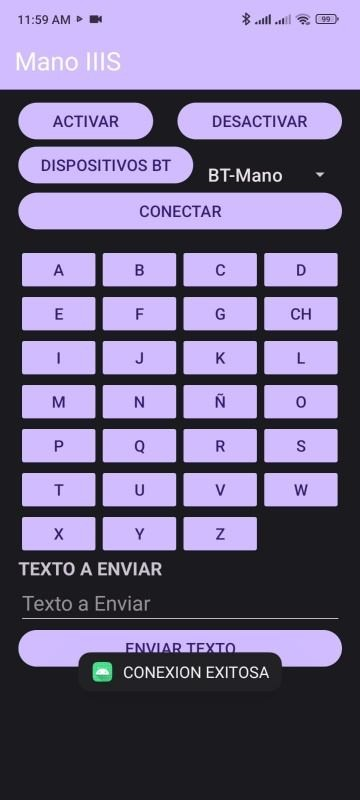 11:59 AM 99
Mano IIIS
ACTIVAR DESACTIVAR
DISPOSITIVOS BT BT-Mano
CONECTAR
A B C D
E F G CH
I J K L
M N Ñ O
P Q R S
T U V W
X Y Z
TEXTO A ENVIAR
Texto a Enviar
ENVIAR TEXTO
CONEXION EXITOSA